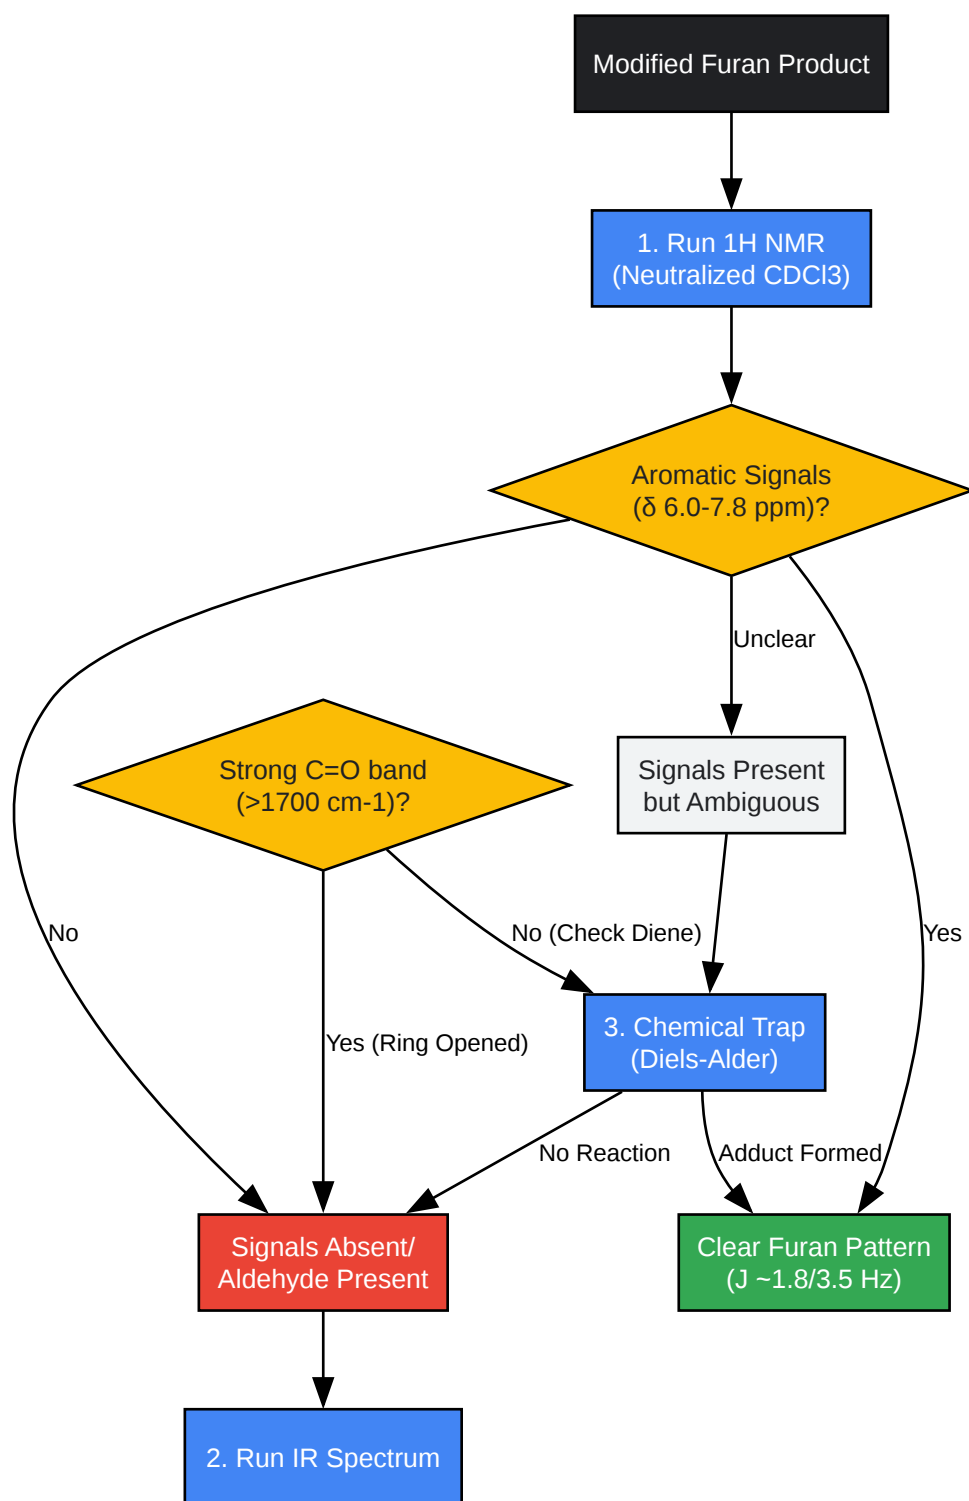 Modified Furan Product
1. Run 1H NMR
(Neutralized CDCl3)
Aromatic Signals
(δ 6.0-7.8 ppm)?
Unclear
Strong C=O band
(>1700 cm-1)?
Signals Present
but Ambiguous
No
No (Check Diene)
Yes
3. Chemical Trap
(Diels-Alder)
Yes (Ring Opened)
No Reaction
Adduct Formed
Signals Absent/
Aldehyde Present
Clear Furan Pattern
(J ~1.8/3.5 Hz)
2. Run IR Spectrum